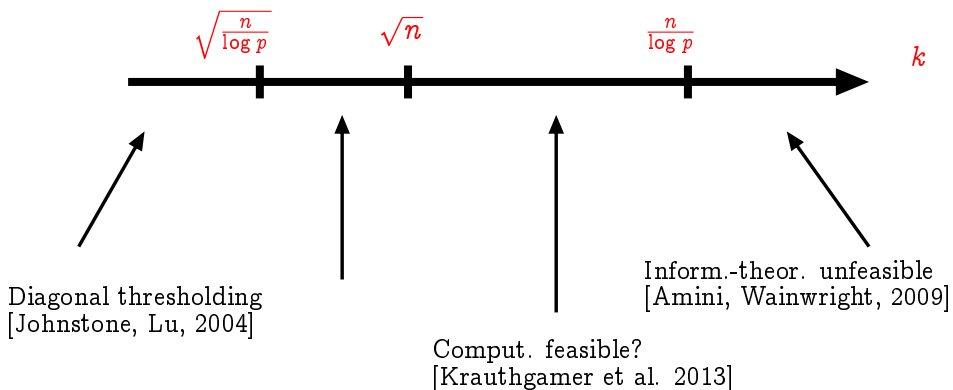 √(n/log p) √n n/log p k
Diagonal thresholding
[Johnstone, Lu, 2004]
Inform.-theor. unfeasible
[Amini, Wainwright, 2009]
Comput. feasible?
[Krauthgamer et al. 2013]